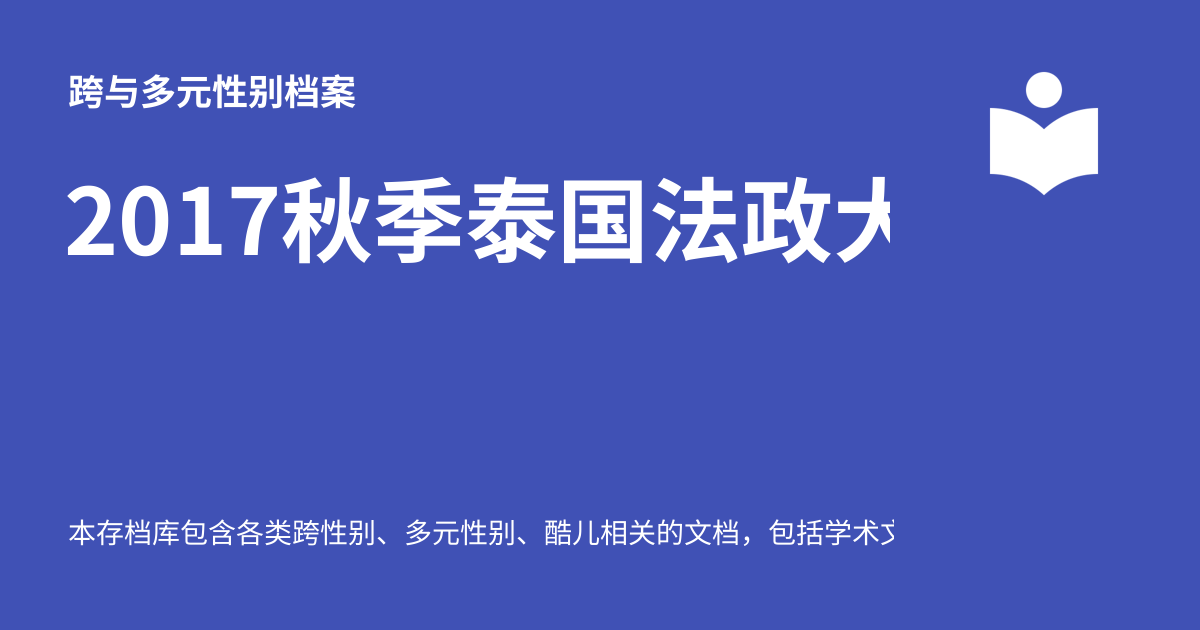 跨与多元性别档案
2017秋季泰国法政大
本存档库包含各类跨性别、多元性别、酷儿相关的文档，包括学术文